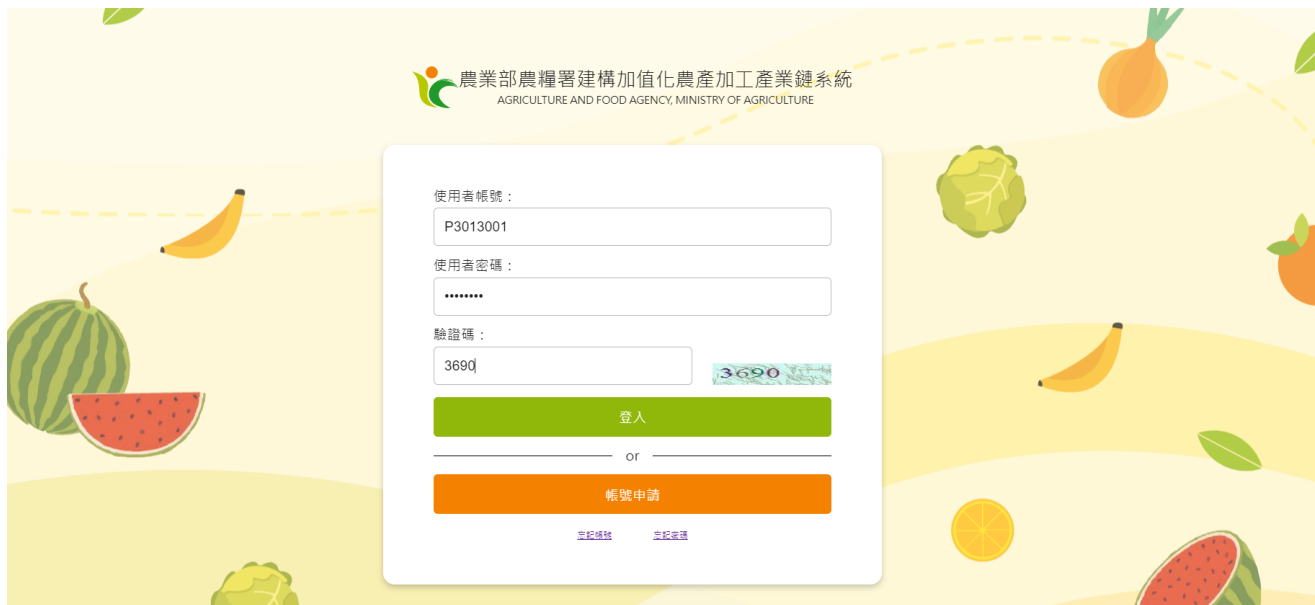 農業部農糧署建構加值化農產加工產業鏈系統
AGRICULTURE AND FOOD AGENCY, MINISTRY OF AGRICULTURE
使用者帳號：
P3013001
使用者密碼：
••••••••
驗證碼：
3690
3690
登入
or
帳號申請
忘記帳號 忘記密碼